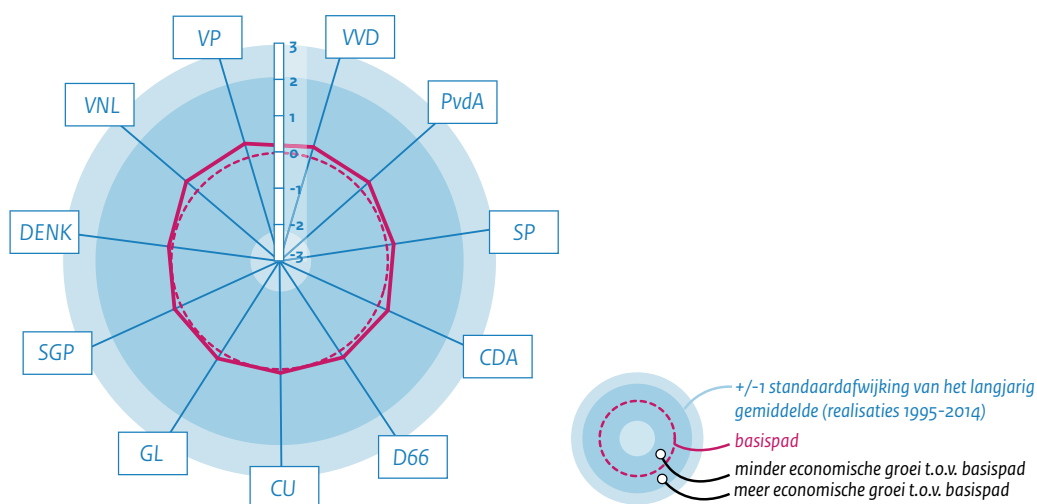 VP
VVD
VNL
PvdA
DENK
SP
SGP
CDA
GL
D66
CU
3
2
1
0
-1
-2
-3
+/-1 standaardafwijking van het langjarig
gemiddelde (realisaties 1995-2014)
basispad
minder economische groei t.o.v. basispad
meer economische groei t.o.v. basispad